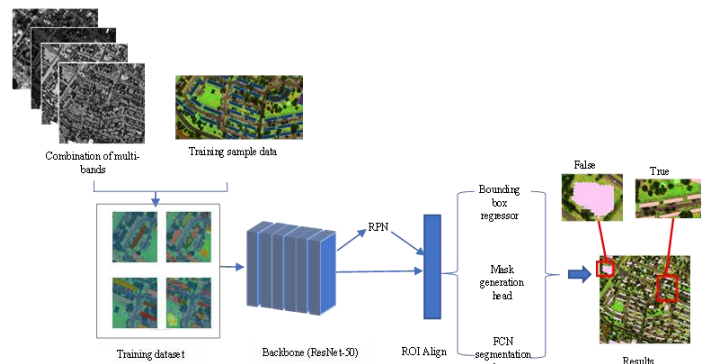 Combination of multi-
bands
Training sample data
Training dataset
Backbone (ResNet-50)
RPN
ROI Align
Bounding
box
regressor
Mask
generation
head
FCN
segmentation
False
True
Results